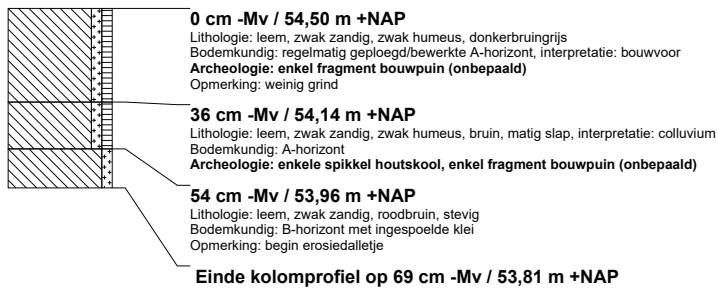 0 cm -Mv / 54,50 m +NAP
Lithologie: leem, zwak zandig, zwak humeus, donkerbruingrijs
Bodemkundig: regelmatig geploegd/bewerkte A-horizont, interpretatie: bouwvoor
Archeologie: enkel fragment bouwpuin (onbepaald)
Opmerking: weinig grind
36 cm -Mv / 54,14 m +NAP
Lithologie: leem, zwak zandig, zwak humeus, bruin, matig slap, interpretatie: colluvium
Bodemkundig: A-horizont
Archeologie: enkele spikkel houtskool, enkel fragment bouwpuin (onbepaald)
54 cm -Mv / 53,96 m +NAP
Lithologie: leem, zwak zandig, roodbruin, stevig
Bodemkundig: B-horizont met ingespoelde klei
Opmerking: begin erosiedalletje
Einde kolomprofiel op 69 cm -Mv / 53,81 m +NAP